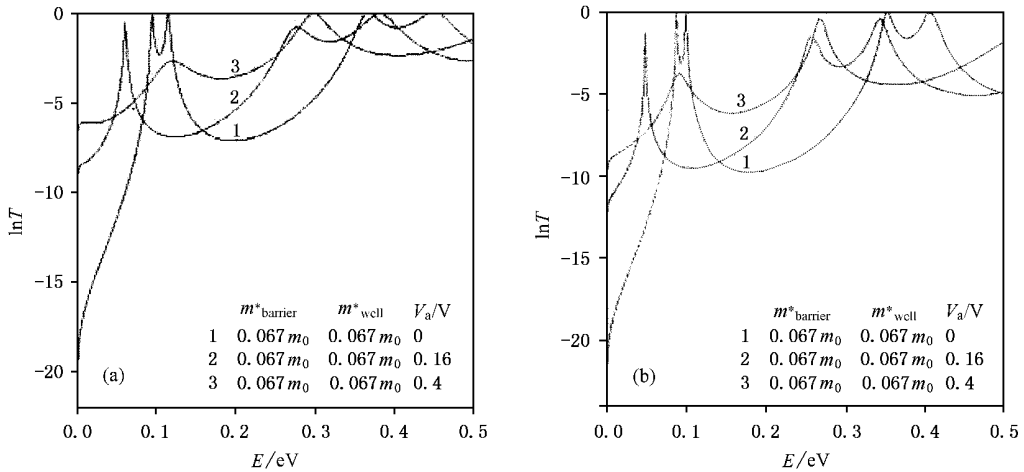 0
−5
−10
−15
−20
lnT
3
2
1
m*barrier m*well Va/V
1 0.067m0 0.067m0 0
2 0.067m0 0.067m0 0.16
3 0.067m0 0.067m0 0.4
(a)
0.0 0.1 0.2 0.3 0.4 0.5
E/eV
0
−5
−10
−15
−20
lnT
3
2
1
m*barrier m*well Va/V
1 0.067m0 0.067m0 0
2 0.067m0 0.067m0 0.16
3 0.067m0 0.067m0 0.4
(b)
0.0 0.1 0.2 0.3 0.4 0.5
E/eV